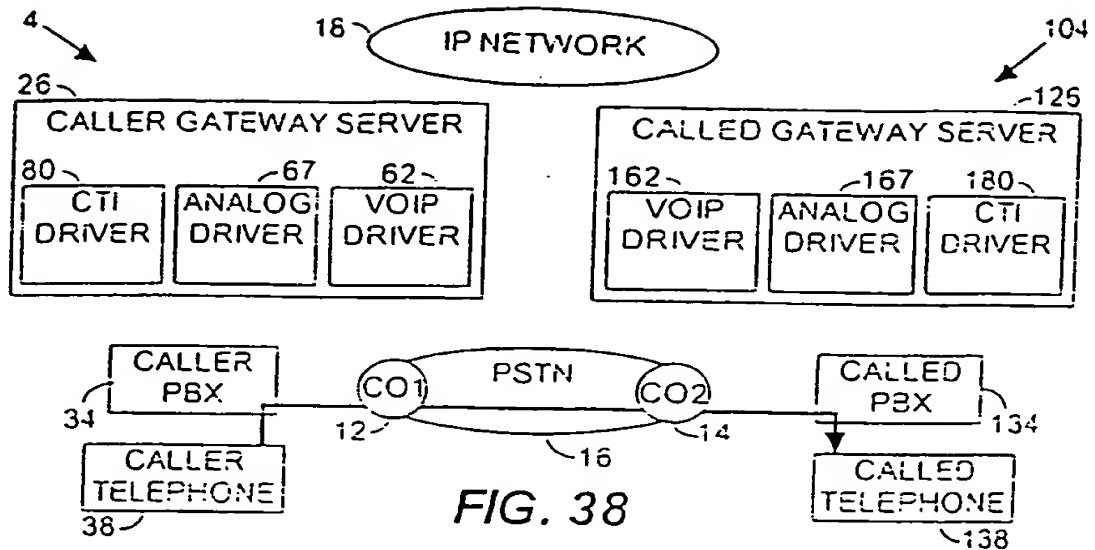 4
18
IP NETWORK
104
26
CALLER GATEWAY SERVER
125
CALLED GATEWAY SERVER
80
CTI
DRIVER
67
ANALOG
DRIVER
62
VOIP
DRIVER
162
VOIP
DRIVER
167
ANALOG
DRIVER
180
CTI
DRIVER
CALLER
PBX
34
CO1
12
PSTN
16
CO2
14
CALLED
PBX
134
CALLER
TELEPHONE
38
CALLED
TELEPHONE
138
FIG. 38